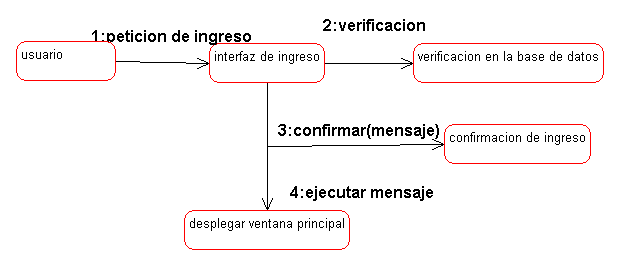 1:peticion de ingreso
2:verificacion
usuario
interfaz de ingreso
verificacion en la base de datos
3:confirmar(mensaje)
confirmacion de ingreso
4:ejecutar mensaje
desplegar ventana principal